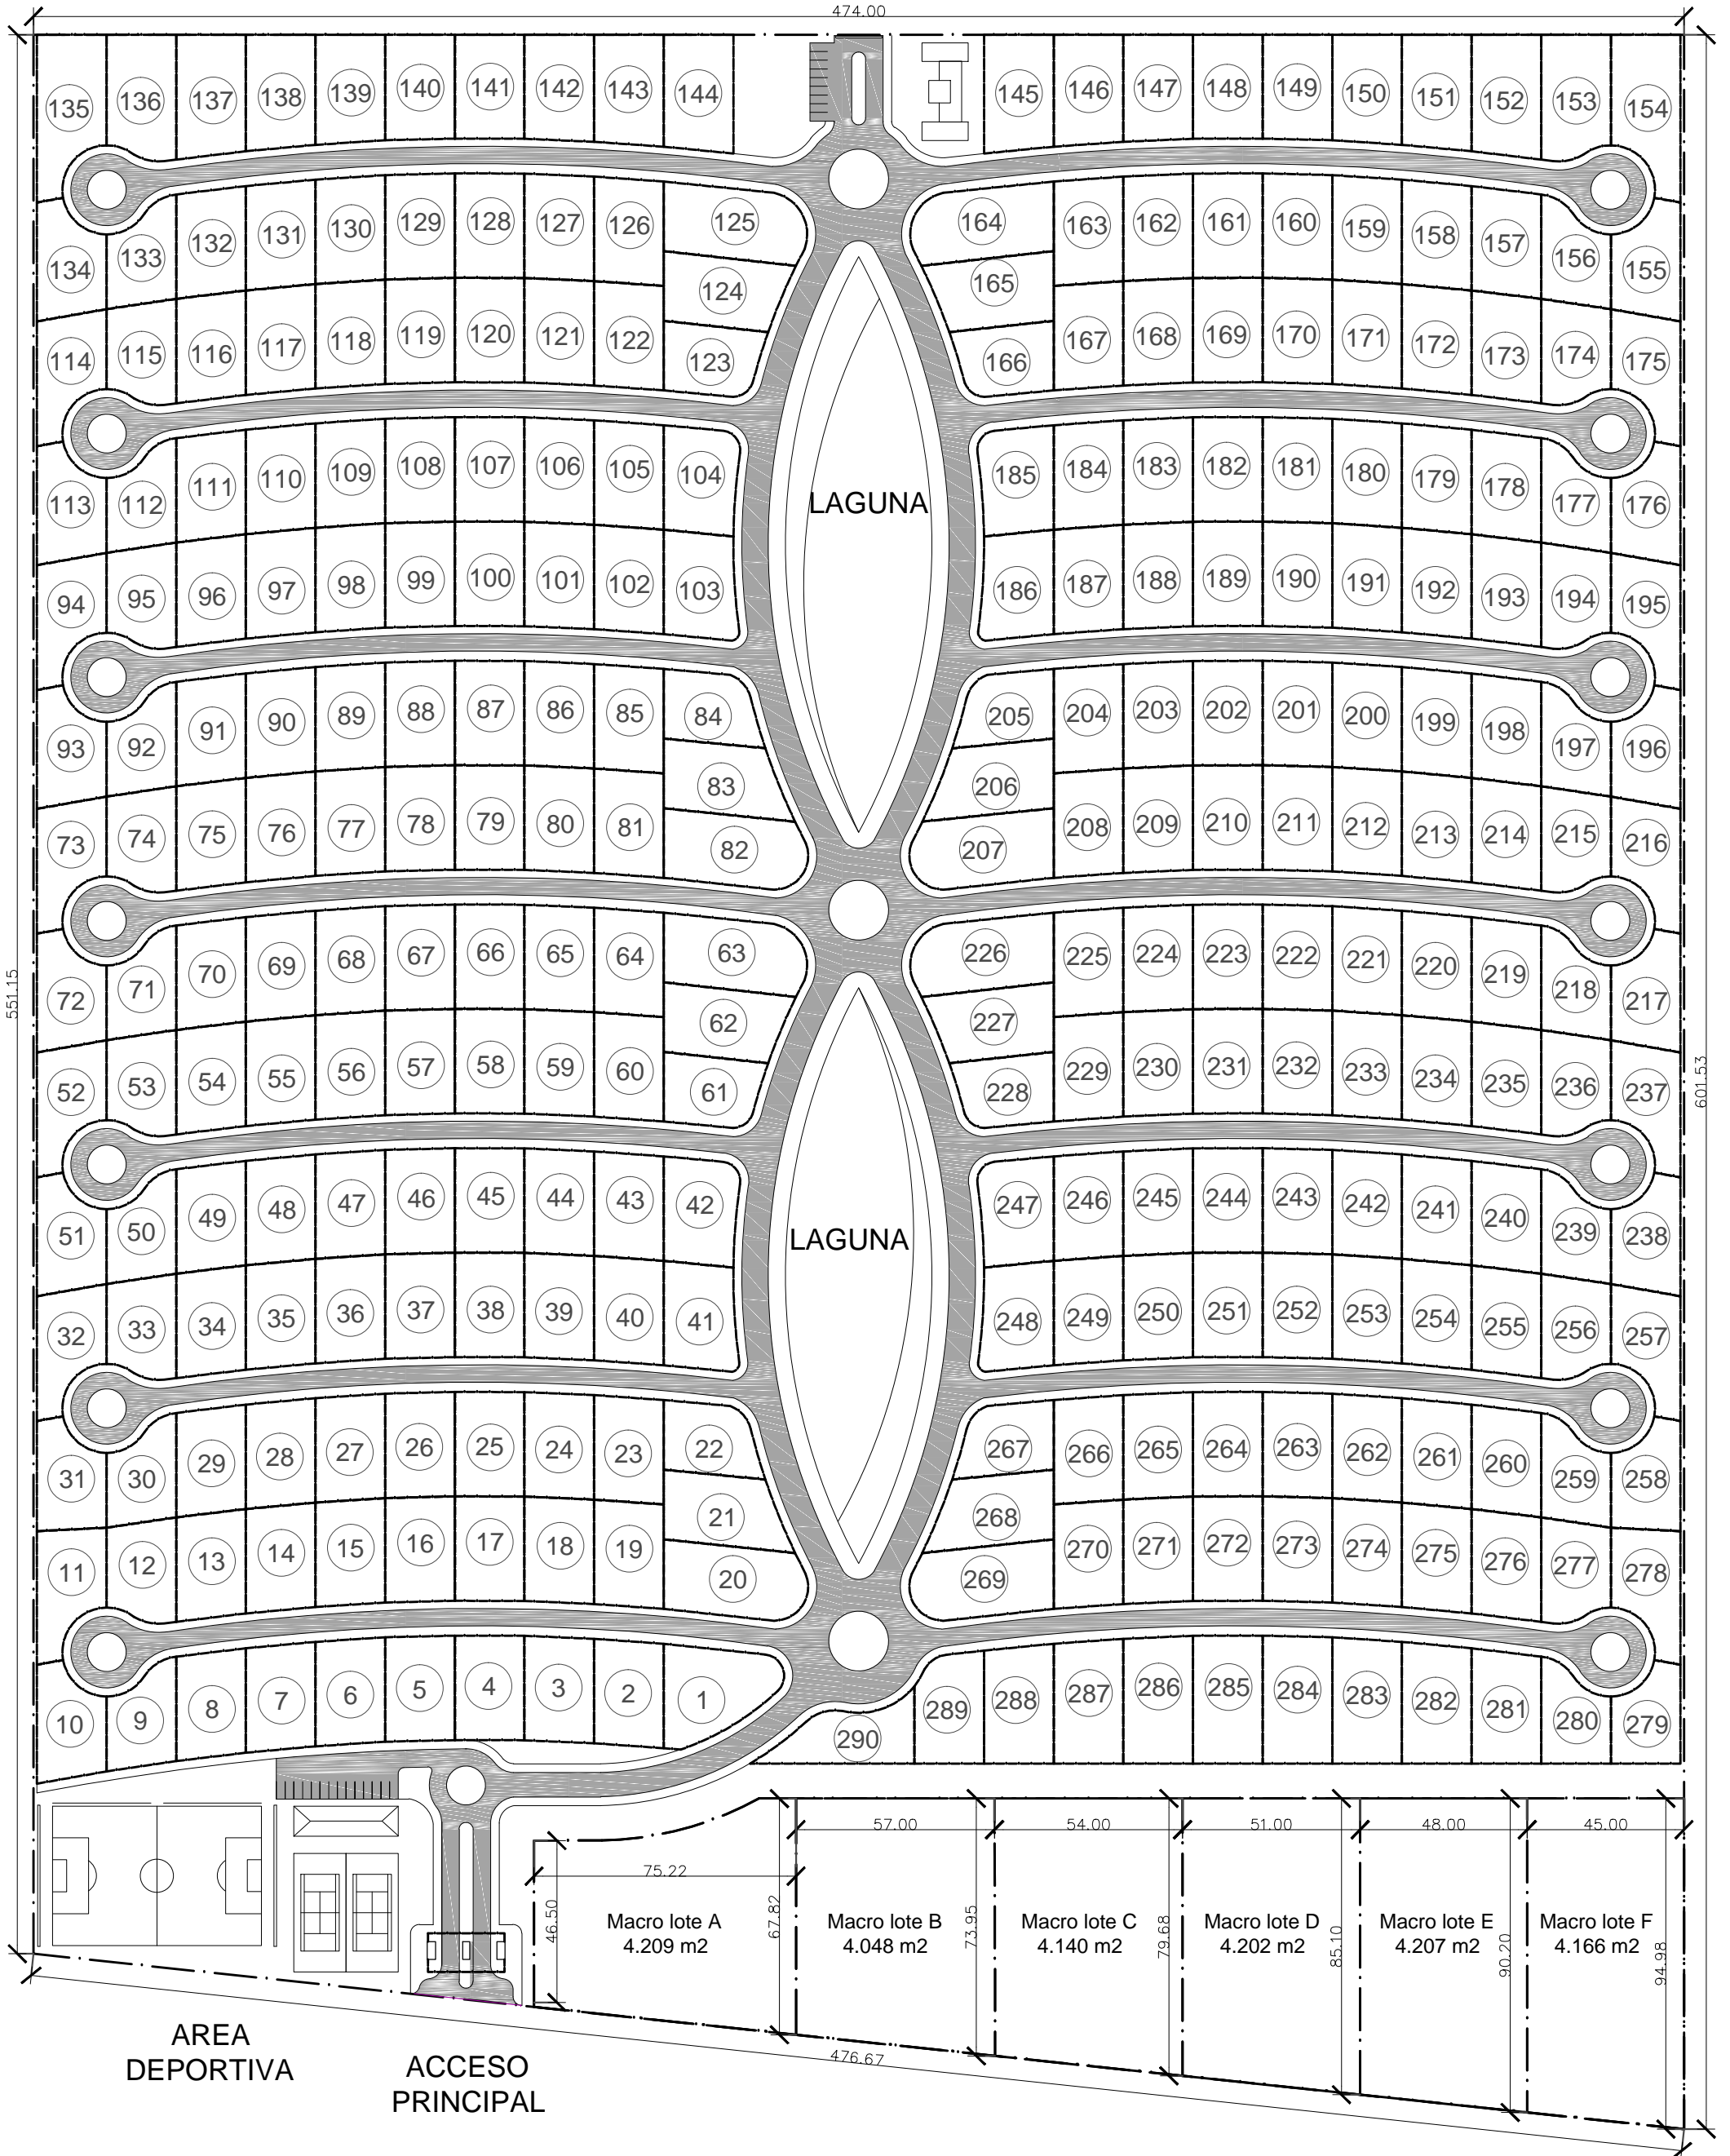 474.00
135 136 137 138 139 140 141 142 143 144 145 146 147 148 149 150 151 152 153 154
134 133 132 131 130 129 128 127 126 125 164 163 162 161 160 159 158 157 156 155
124 165
114 115 116 117 118 119 120 121 122 123 166 167 168 169 170 171 172 173 174 175
113 112 111 110 109 108 107 106 105 104 185 184 183 182 181 180 179 178 177 176
LAGUNA
94 95 96 97 98 99 100 101 102 103 186 187 188 189 190 191 192 193 194 195
93 92 91 90 89 88 87 86 85 84 205 204 203 202 201 200 199 198 197 196
83 206
73 74 75 76 77 78 79 80 81 82 207 208 209 210 211 212 213 214 215 216
72 71 70 69 68 67 66 65 64 63 226 225 224 223 222 221 220 219 218 217
551.15
62 227
52 53 54 55 56 57 58 59 60 61 228 229 230 231 232 233 234 235 236 237
601.53
51 50 49 48 47 46 45 44 43 42 247 246 245 244 243 242 241 240 239 238
LAGUNA
32 33 34 35 36 37 38 39 40 41 248 249 250 251 252 253 254 255 256 257
31 30 29 28 27 26 25 24 23 22 267 266 265 264 263 262 261 260 259 258
21 268
11 12 13 14 15 16 17 18 19 20 269 270 271 272 273 274 275 276 277 278
10 9 8 7 6 5 4 3 2 1 290 289 288 287 286 285 284 283 282 281 280 279
57.00 54.00 51.00 48.00 45.00
75.22
46.50 67.82 73.95 79.68 85.10 90.20 94.98
Macro lote A
4.209 m2
Macro lote B
4.048 m2
Macro lote C
4.140 m2
Macro lote D
4.202 m2
Macro lote E
4.207 m2
Macro lote F
4.166 m2
476.67
AREA
DEPORTIVA
ACCESO
PRINCIPAL